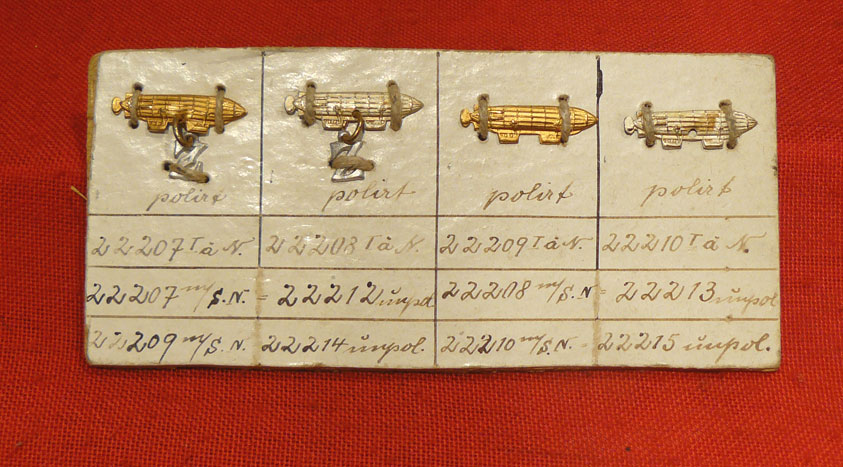 polirt polirt polirt polirt
22207 T à N. 22208 T à N. 22209 T à N. 22210 T à N.
22207 m/S.N. = 22212 unpol. 22208 m/S.N = 22213 unpol
22209 m/S.N. 22214 unpol. 22210 m/S.N. 22215 unpol.